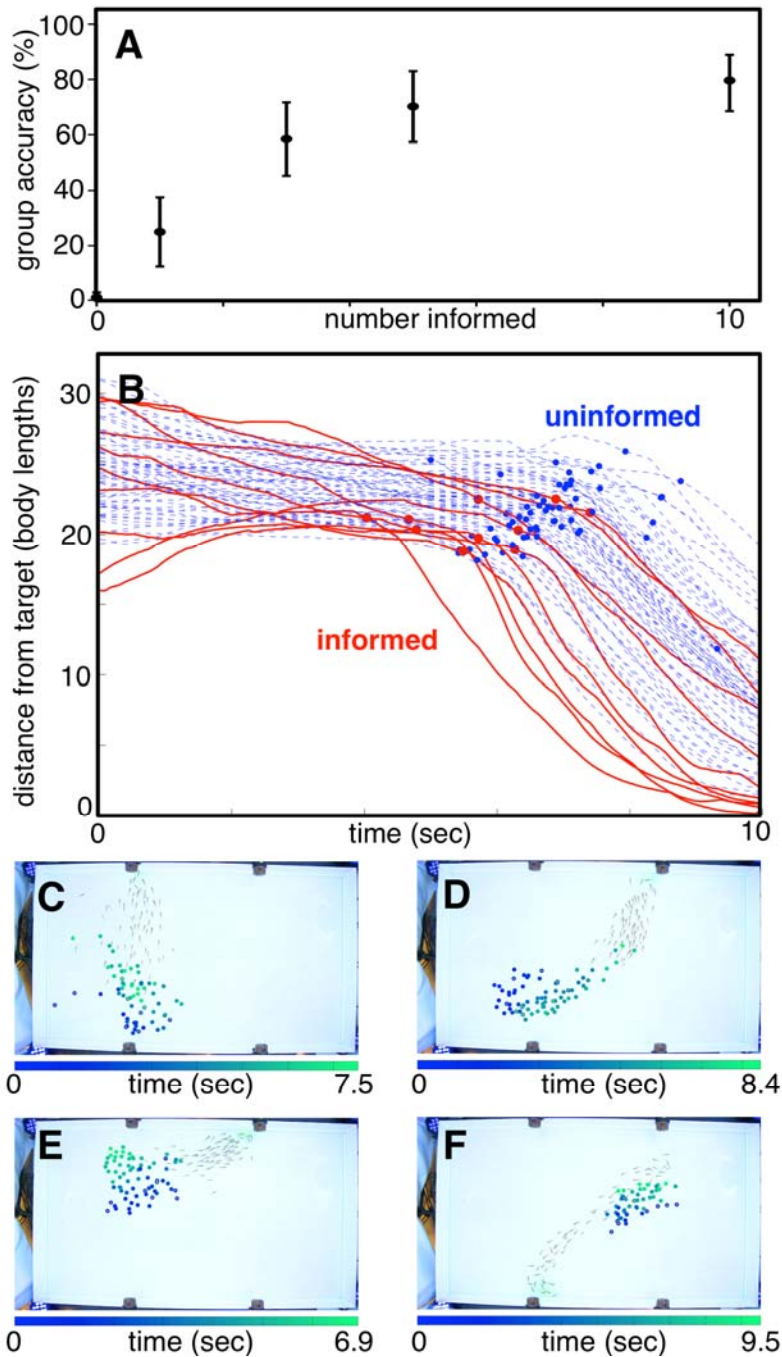 A
group accuracy (%)
100
80
60
40
20
0
0
number informed
10
B
distance from target (body lengths)
30
20
10
0
uninformed
informed
0
time (sec)
10
C
0
time (sec)
7.5
D
0
time (sec)
8.4
E
0
time (sec)
6.9
F
0
time (sec)
9.5